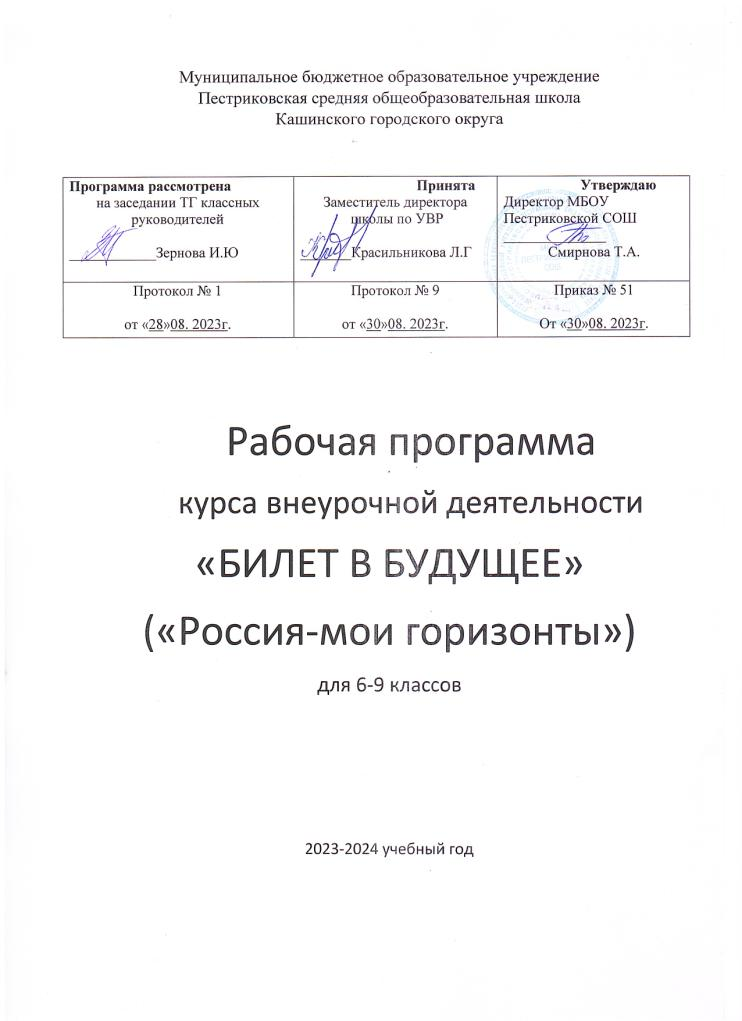 Муниципальное бюджетное образовательное учреждение
Пестриковская средняя общеобразовательная школа
Кашинского городского округа
Программа рассмотрена
на заседании ТГ классных
руководителей
____________Зернова И.Ю
Принята
Заместитель директора
школы по УВР
_______Красильникова Л.Г
Утверждаю
Директор МБОУ
Пестриковской СОШ
______________
Смирнова Т.А.
Протокол № 1
от «28»08. 2023г.
Протокол № 9
от «30»08. 2023г.
Приказ № 51
От «30»08. 2023г.
Рабочая программа
курса внеурочной деятельности
«БИЛЕТ В БУДУЩЕЕ»
(«Россия-мои горизонты»)
для 6-9 классов
2023-2024 учебный год